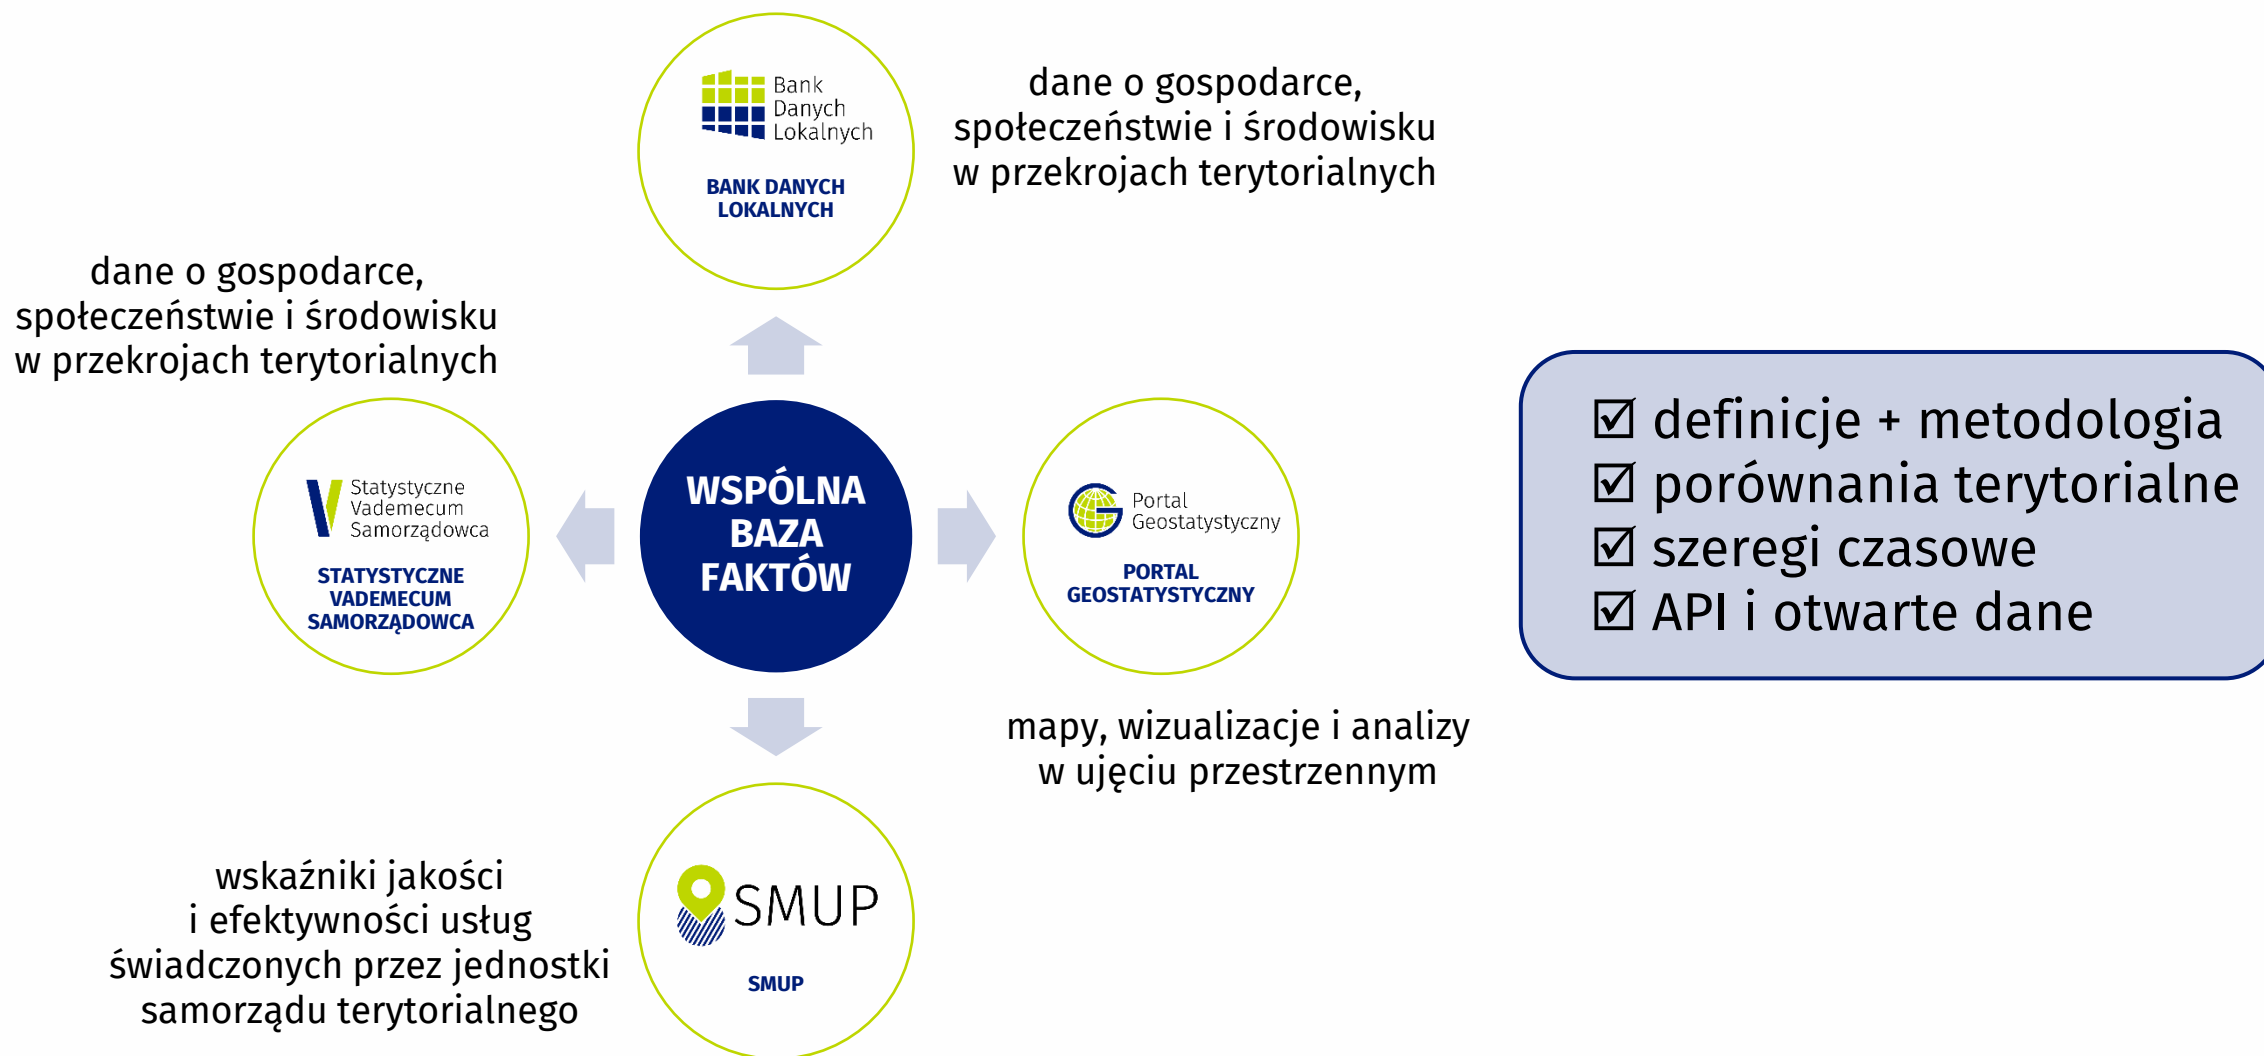 Bank
Danych
Lokalnych
BANK DANYCH
LOKALNYCH
dane o gospodarce,
społeczeństwie i środowisku
w przekrojach terytorialnych
dane o gospodarce,
społeczeństwie i środowisku
w przekrojach terytorialnych
Statystyczne
Vademecum
Samorządowca
STATYSTYCZNE
VADEMECUM
SAMORZĄDOWCA
WSPÓLNA
BAZA
FAKTÓW
Portal
Geostatystyczny
PORTAL
GEOSTATYSTYCZNY
mapy, wizualizacje i analizy
w ujęciu przestrzennym
wskaźniki jakości
i efektywności usług
świadczonych przez jednostki
samorządu terytorialnego
SMUP
SMUP
☑ definicje + metodologia
☑ porównania terytorialne
☑ szeregi czasowe
☑ API i otwarte dane